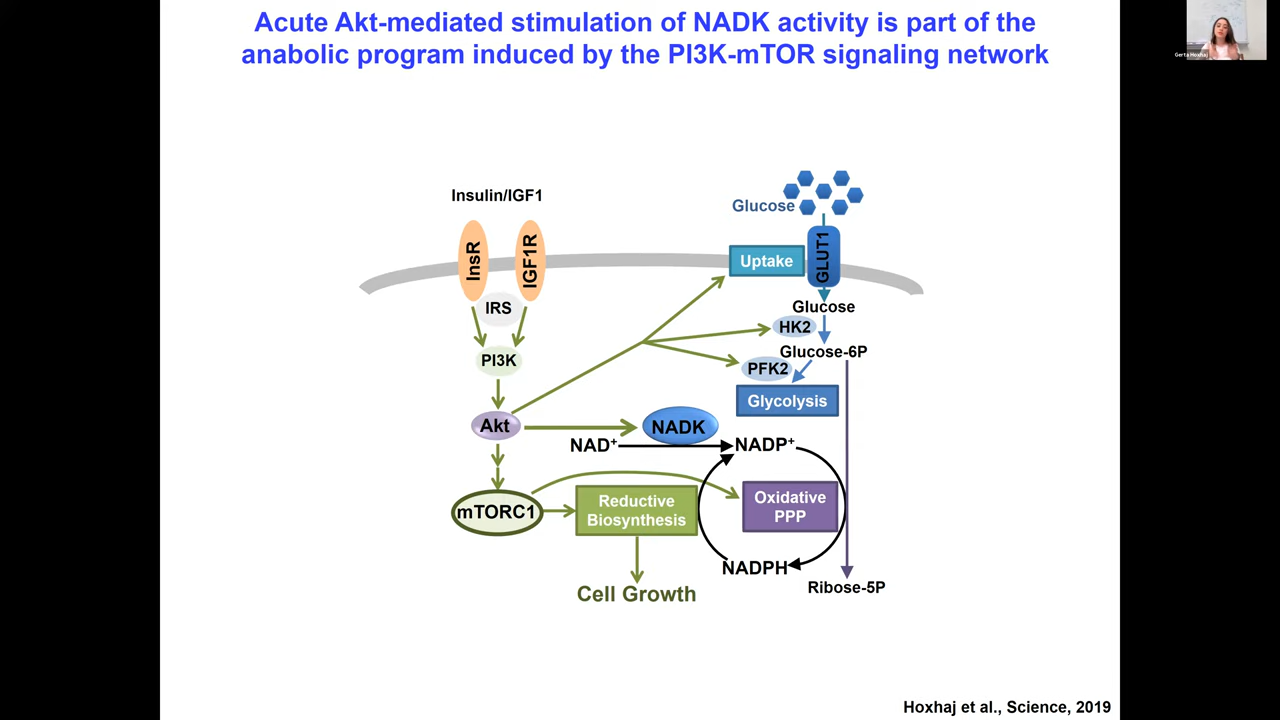 Acute Akt-mediated stimulation of NADK activity is part of the
anabolic program induced by the PI3K-mTOR signaling network
Gerta Hoxhaj
Insulin/IGF1
Glucose
InsR
IGF1R
Uptake
GLUT1
IRS
Glucose
HK2
PI3K
Glucose-6P
PFK2
Glycolysis
Akt
NADK
NAD⁺
NADP⁺
mTORC1
Reductive
Biosynthesis
Oxidative
PPP
NADPH
Ribose-5P
Cell Growth
Hoxhaj et al., Science, 2019